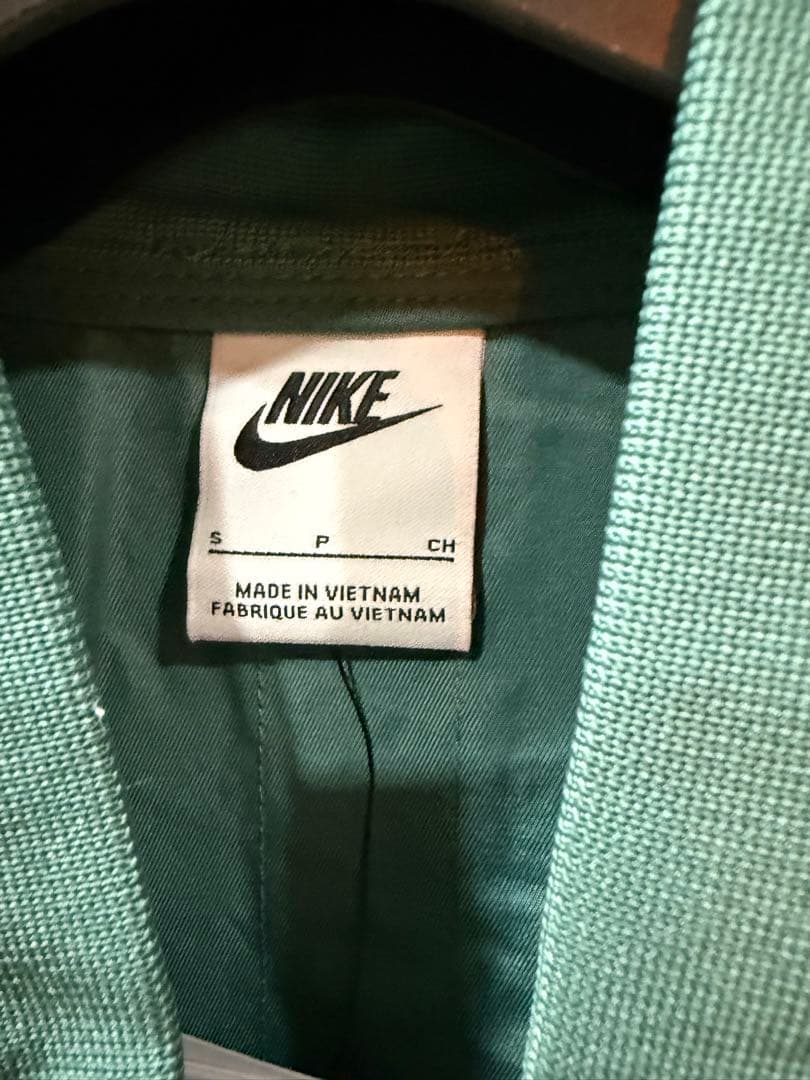 NIKE
S P CH
MADE IN VIETNAM
FABRIQUE AU VIETNAM